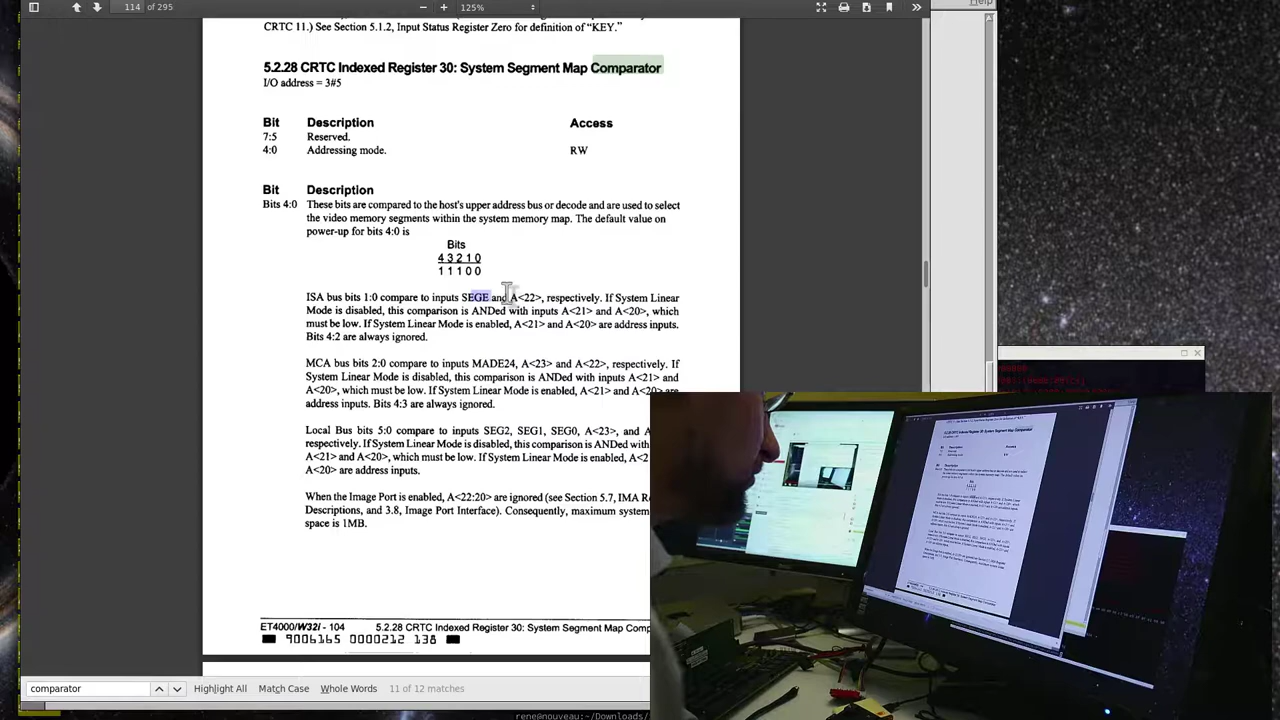 Help
114 of 295
125%
CRTC 11.) See Section 5.1.2, Input Status Register Zero for definition of "KEY."
5.2.28 CRTC Indexed Register 30: System Segment Map Comparator
I/O address = 3#5
Bit Description Access
7:5 Reserved.
4:0 Addressing mode. RW
Bit Description
Bits 4:0 These bits are compared to the host's upper address bus or decode and are used to select
the video memory segments within the system memory map. The default value on
power-up for bits 4:0 is
Bits
4 3 2 1 0
1 1 1 0 0
ISA bus bits 1:0 compare to inputs SEGE and A<22>, respectively. If System Linear
Mode is disabled, this comparison is ANDed with inputs A<21> and A<20>, which
must be low. If System Linear Mode is enabled, A<21> and A<20> are address inputs.
Bits 4:2 are always ignored.
MCA bus bits 2:0 compare to inputs MADE24, A<23> and A<22>, respectively. If
System Linear Mode is disabled, this comparison is ANDed with inputs A<21> and
A<20>, which must be low. If System Linear Mode is enabled, A<21> and A<20> are
address inputs. Bits 4:3 are always ignored.
Local Bus bits 5:0 compare to inputs SEG2, SEG1, SEG0, A<23>, and
respectively. If System Linear Mode is disabled, this comparison is ANDed with
A<21> and A<20>, which must be low. If System Linear Mode is enabled, A<2
A<20> are address inputs.
When the Image Port is enabled, A<22:20> are ignored (see Section 5.7, IMA Re
Descriptions, and 3.8, Image Port Interface). Consequently, maximum system
space is 1MB.
ET4000/W32i - 104 5.2.28 CRTC Indexed Register 30: System Segment Map Comp
9006165 0000212 138
comparator Highlight All Match Case Whole Words 11 of 12 matches
rene@nouveau:~/Downloads/